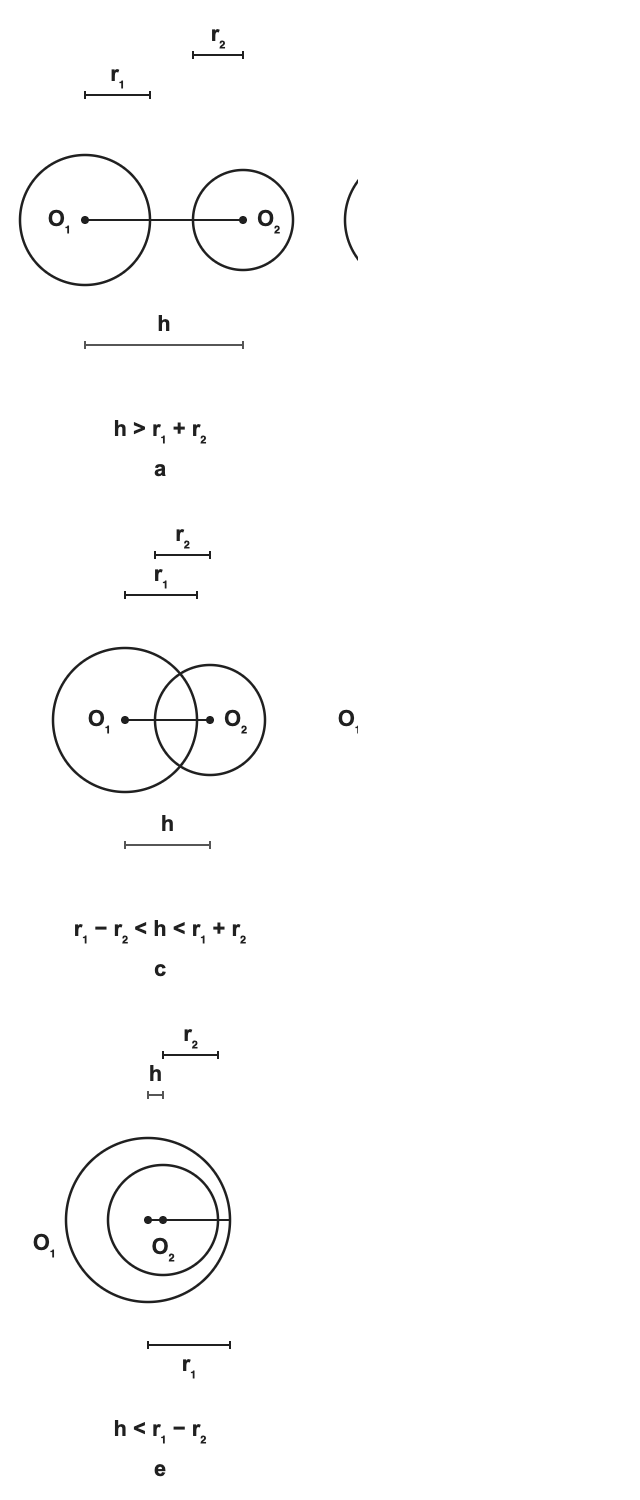 r₂
r₁
O₁ O₂
h
h > r₁ + r₂
a
r₂
r₁
O₁ O₂ O₁
h
r₁ − r₂ < h < r₁ + r₂
c
r₂
h
O₁ O₂
r₁
h < r₁ − r₂
e